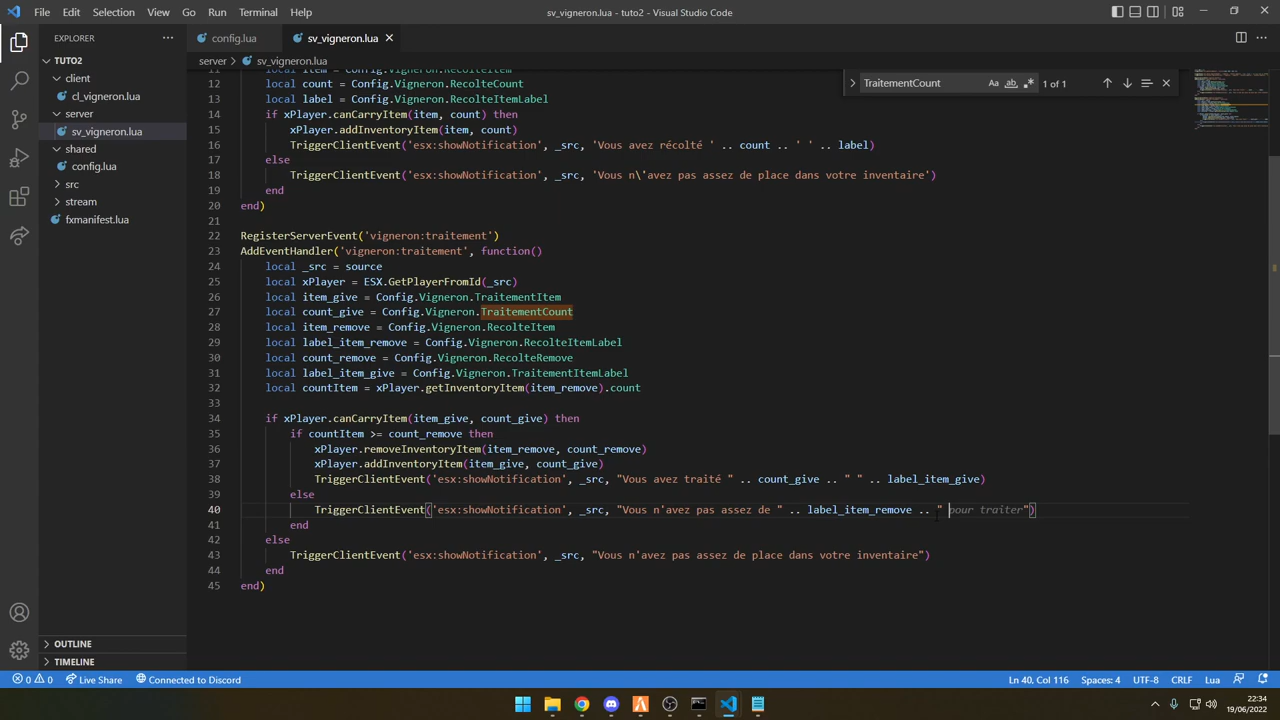 File Edit Selection View Go Run Terminal Help
sv_vigneron.lua - tuto2 - Visual Studio Code
EXPLORER
TUTO2
client
cl_vigneron.lua
server
sv_vigneron.lua
shared
config.lua
src
stream
fxmanifest.lua
OUTLINE
TIMELINE
config.lua
sv_vigneron.lua
server > sv_vigneron.lua
TraitementCount
Aa
ab
1 of 1
11 local item = Config.Vigneron.RecolteItem
12 local count = Config.Vigneron.RecolteCount
13 local label = Config.Vigneron.RecolteItemLabel
14 if xPlayer.canCarryItem(item, count) then
15 xPlayer.addInventoryItem(item, count)
16 TriggerClientEvent('esx:showNotification', _src, 'Vous avez récolté ' .. count .. ' ' .. label)
17 else
18 TriggerClientEvent('esx:showNotification', _src, 'Vous n\'avez pas assez de place dans votre inventaire')
19 end
20 end)
21
22 RegisterServerEvent('vigneron:traitement')
23 AddEventHandler('vigneron:traitement', function()
24 local _src = source
25 local xPlayer = ESX.GetPlayerFromId(_src)
26 local item_give = Config.Vigneron.TraitementItem
27 local count_give = Config.Vigneron.TraitementCount
28 local item_remove = Config.Vigneron.RecolteItem
29 local label_item_remove = Config.Vigneron.RecolteItemLabel
30 local count_remove = Config.Vigneron.RecolteRemove
31 local label_item_give = Config.Vigneron.TraitementItemLabel
32 local countItem = xPlayer.getInventoryItem(item_remove).count
33
34 if xPlayer.canCarryItem(item_give, count_give) then
35 if countItem >= count_remove then
36 xPlayer.removeInventoryItem(item_remove, count_remove)
37 xPlayer.addInventoryItem(item_give, count_give)
38 TriggerClientEvent('esx:showNotification', _src, "Vous avez traité " .. count_give .. " " .. label_item_give)
39 else
40 TriggerClientEvent('esx:showNotification', _src, "Vous n'avez pas assez de " .. label_item_remove .. " pour traiter")
41 end
42 else
43 TriggerClientEvent('esx:showNotification', _src, "Vous n'avez pas assez de place dans votre inventaire")
44 end
45 end)
0 0 Live Share Connected to Discord
Ln 40, Col 116 Spaces: 4 UTF-8 CRLF Lua
22:34
19/06/2022